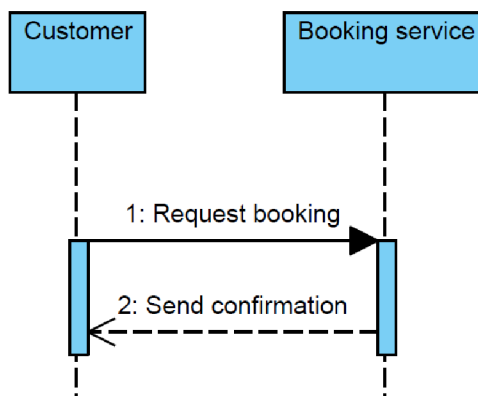 Customer
Booking service
1: Request booking
2: Send confirmation